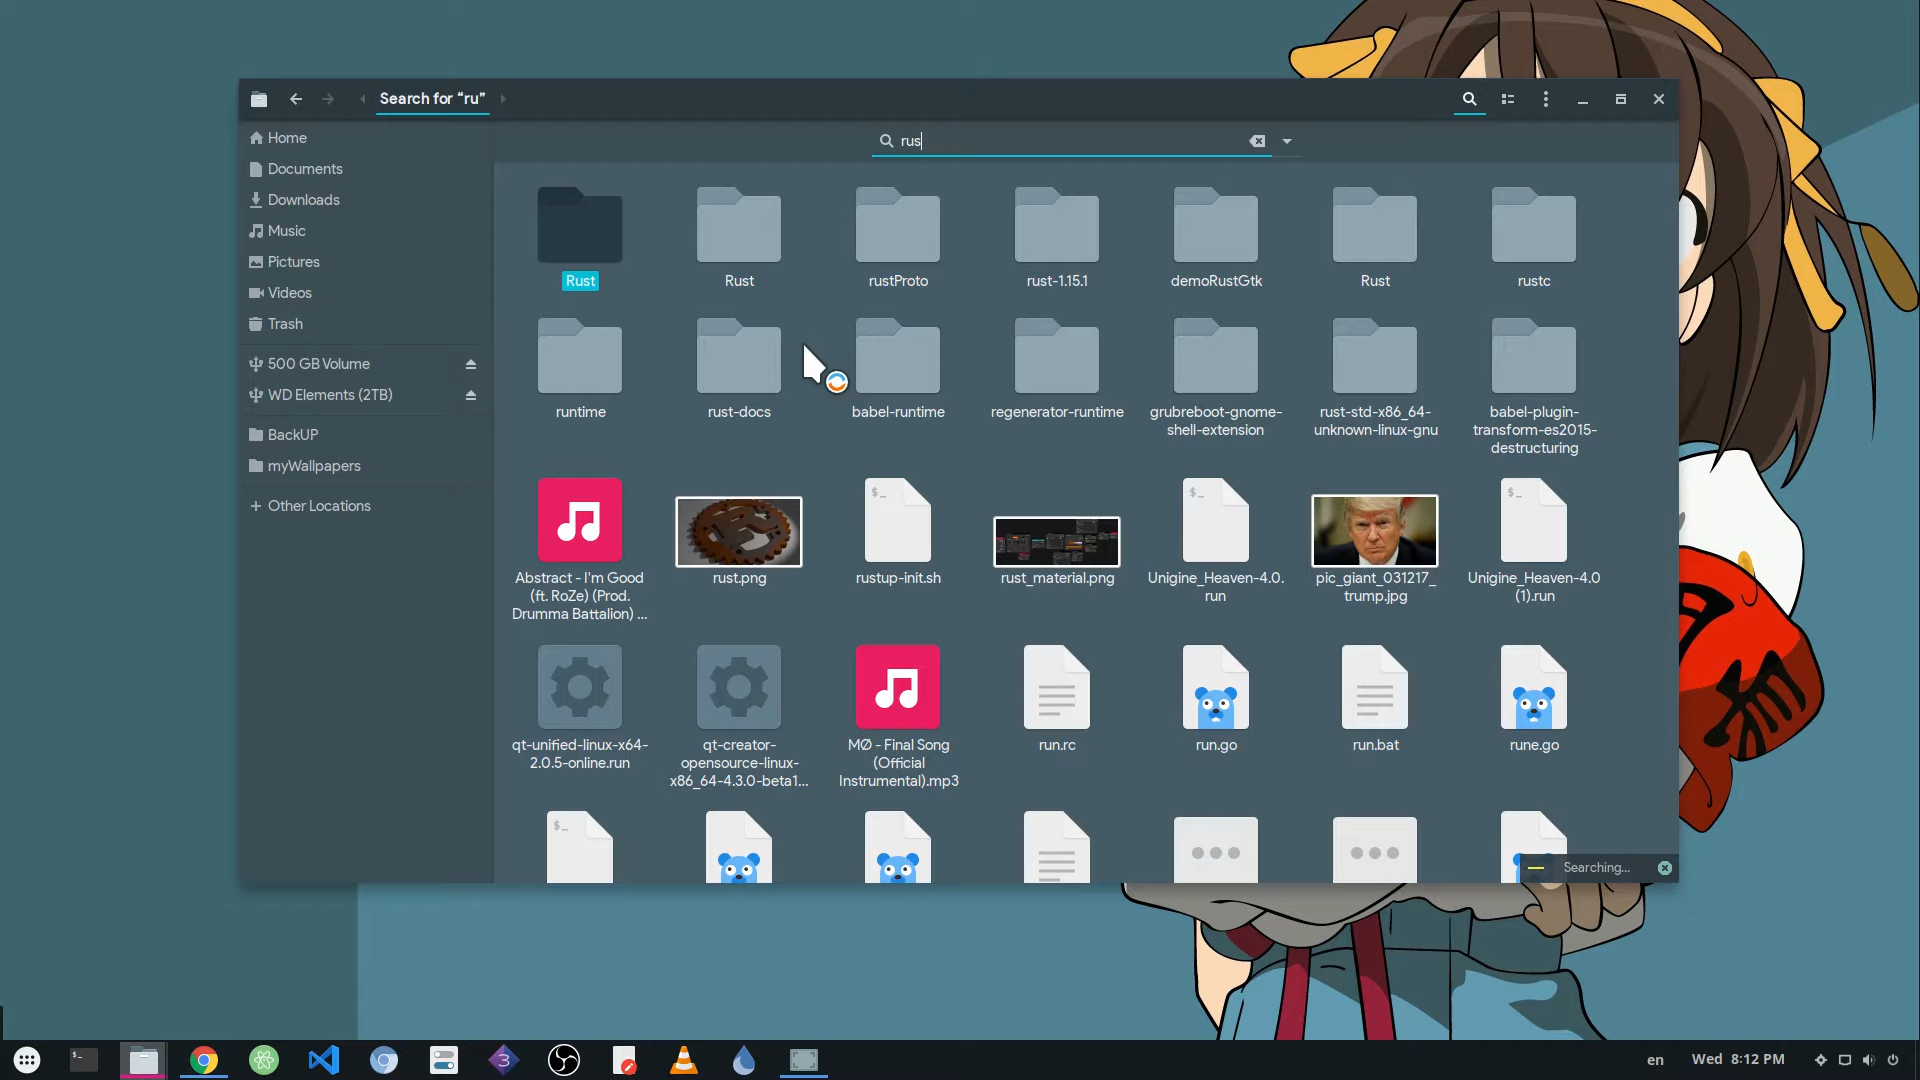 Search for “ru”
rus
Home
Documents
Downloads
Music
Pictures
Videos
Trash
500 GB Volume
WD Elements (2TB)
BackUP
myWallpapers
Other Locations
Rust
Rust
rustProto
rust-1.15.1
demoRustGtk
Rust
rustc
runtime
rust-docs
babel-runtime
regenerator-runtime
grubreboot-gnome-
shell-extension
rust-std-x86_64-
unknown-linux-gnu
babel-plugin-
transform-es2015-
destructuring
$_
$_
$_
Abstract - I'm Good
(ft. RoZe) (Prod.
Drumma Battalion) ...
rust.png
rustup-init.sh
rust_material.png
Unigine_Heaven-4.0.
run
pic_giant_031217_
trump.jpg
Unigine_Heaven-4.0
(1).run
qt-unified-linux-x64-
2.0.5-online.run
qt-creator-
opensource-linux-
x86_64-4.3.0-beta1...
MØ - Final Song
(Official
Instrumental).mp3
run.rc
run.go
run.bat
rune.go
$_
Searching...
$_
3
en
Wed 8:12 PM